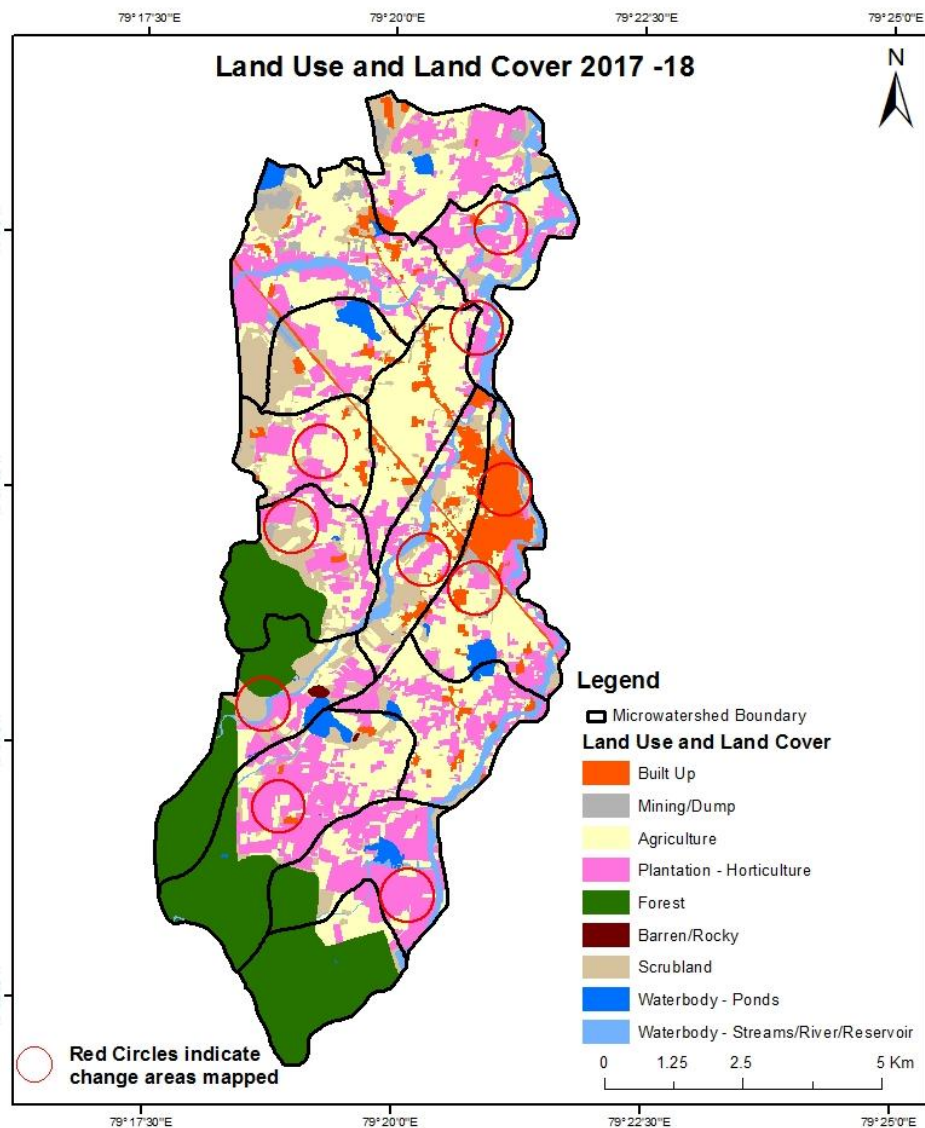 79°17'30"E 79°20'0"E 79°22'30"E 79°25'0"E
Land Use and Land Cover 2017 -18
N
Legend
Microwatershed Boundary
Land Use and Land Cover
Built Up
Mining/Dump
Agriculture
Plantation - Horticulture
Forest
Barren/Rocky
Scrubland
Waterbody - Ponds
Waterbody - Streams/River/Reservoir
Red Circles indicate
change areas mapped
0 1.25 2.5 5 Km
79°17'30"E 79°20'0"E 79°22'30"E 79°25'0"E